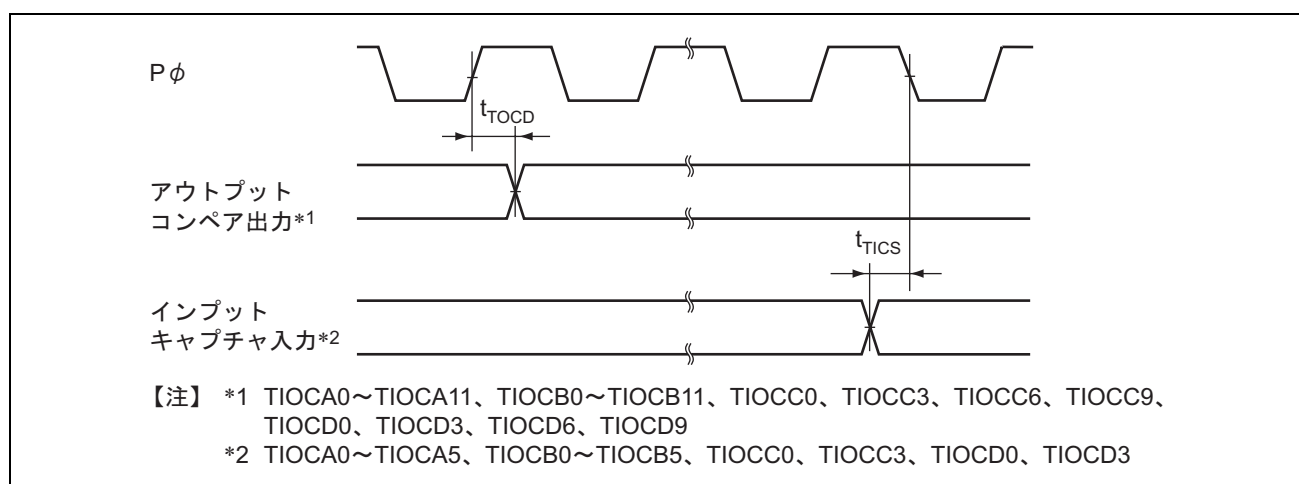 Pφ
tTOCD
アウトプット
コンペア出力*1
tTICS
インプット
キャプチャ入力*2
【注】 *1 TIOCA0～TIOCA11、TIOCB0～TIOCB11、TIOCC0、TIOCC3、TIOCC6、TIOCC9、
TIOCD0、TIOCD3、TIOCD6、TIOCD9
*2 TIOCA0～TIOCA5、TIOCB0～TIOCB5、TIOCC0、TIOCC3、TIOCD0、TIOCD3